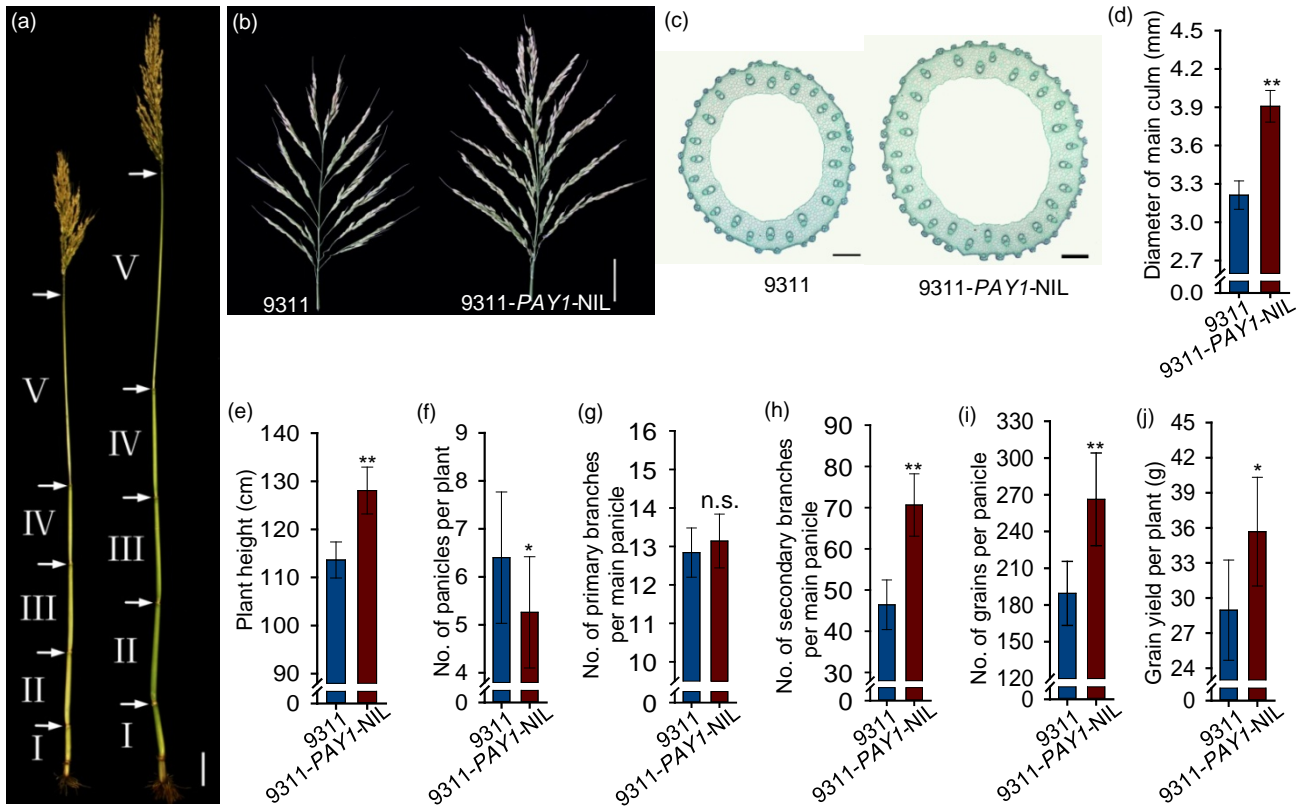 (a)
V
IV
III
II
I
V
IV
III
II
I
(b)
9311
9311-PAY1-NIL
(c)
9311
9311-PAY1-NIL
(d)
Diameter of main culm (mm)
4.5
4.2
3.9
3.6
3.3
3.0
2.7
0.0
**
9311
9311-PAY1-NIL
(e)
Plant height (cm)
140
130
120
110
100
90
0
**
9311
9311-PAY1-NIL
(f)
No. of panicles per plant
9
8
7
6
5
4
0
*
9311
9311-PAY1-NIL
(g)
No. of primary branches
per main panicle
16
15
14
13
12
11
10
0
n.s.
9311
9311-PAY1-NIL
(h)
No. of secondary branches
per main panicle
90
80
70
60
50
40
30
0
**
9311
9311-PAY1-NIL
(i)
No. of grains per panicle
330
300
270
240
210
180
150
120
0
**
9311
9311-PAY1-NIL
(j)
Grain yield per plant (g)
45
42
39
36
33
30
27
24
0
*
9311
9311-PAY1-NIL